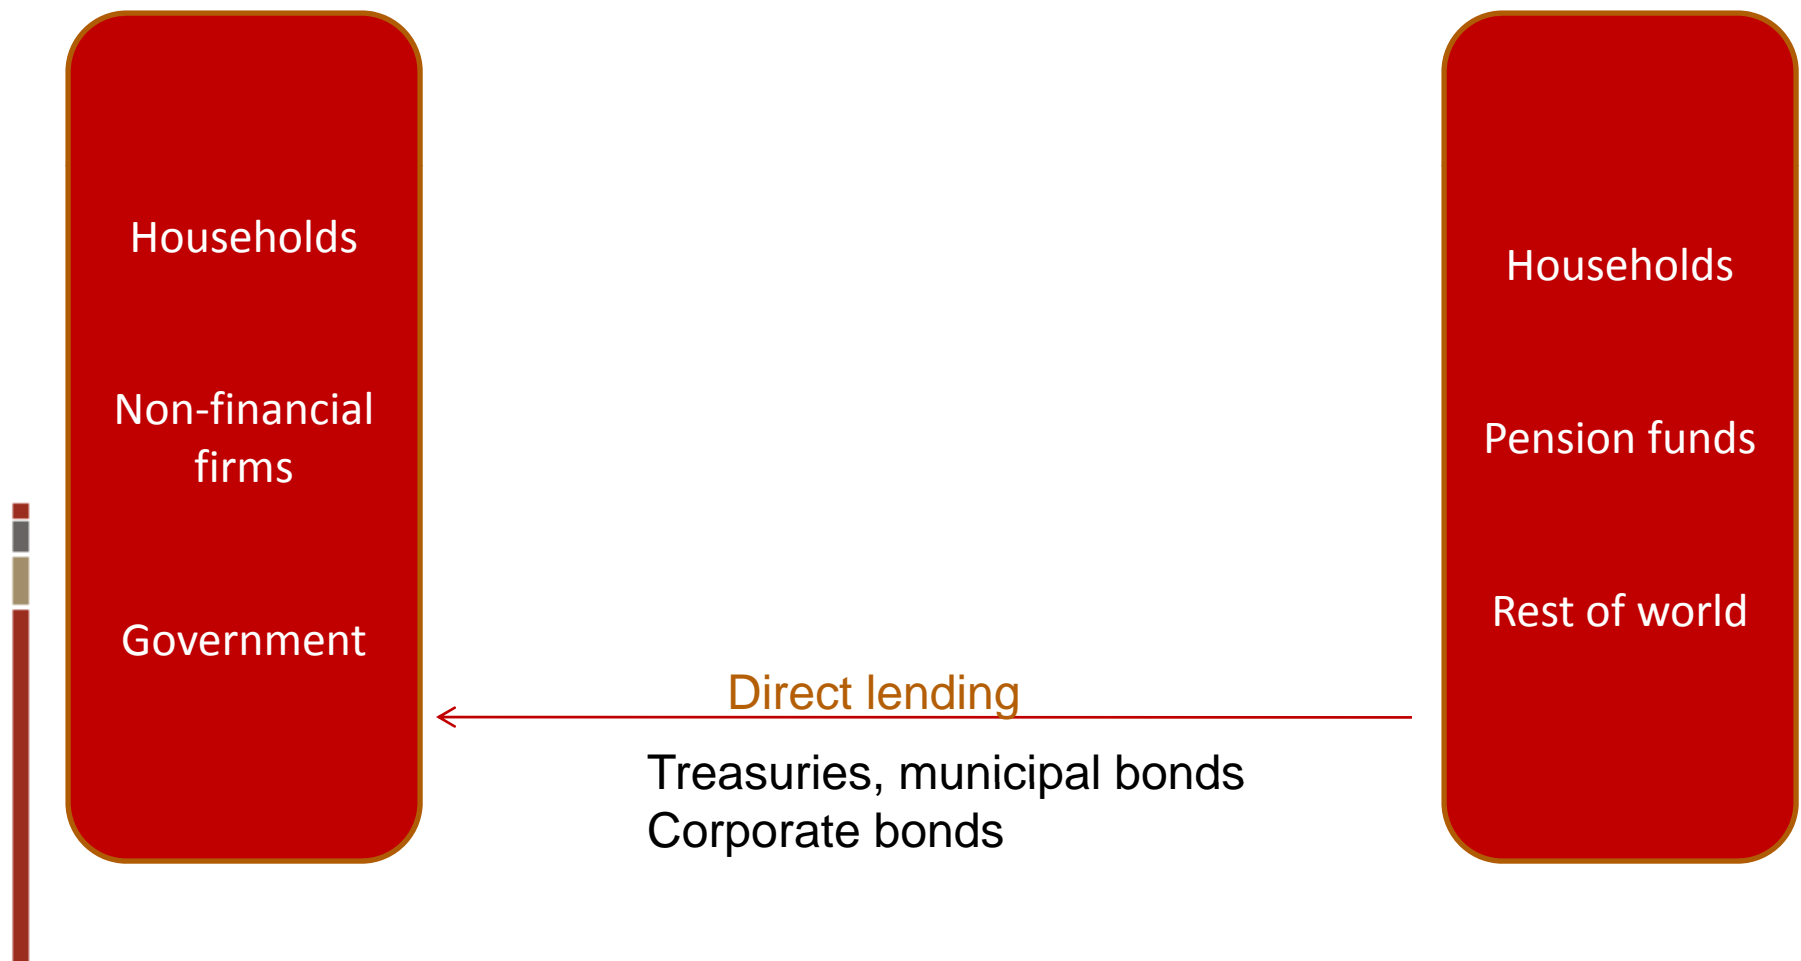 Households
Non-financial
firms
Government
Direct lending
Treasuries, municipal bonds
Corporate bonds
Households
Pension funds
Rest of world